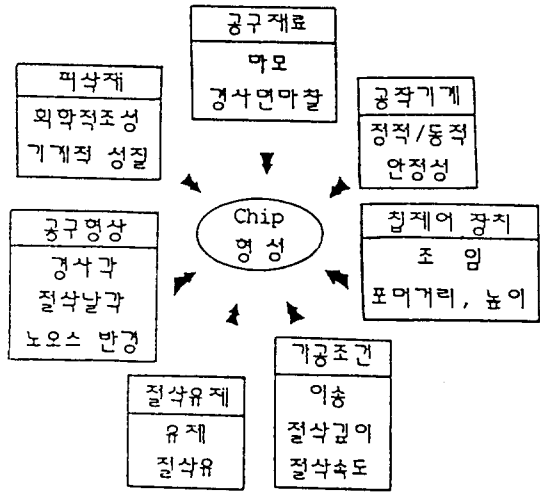 공구재료
마모
경사면마찰
피삭재
화학적조성
기계적 성질
공작기계
정적/동적
안정성
Chip
형성
공구형상
경사각
절삭날각
노오스 반경
칩제어 장치
조 임
포머거리, 높이
절삭유제
유제
절삭유
가공조건
이송
절삭깊이
절삭속도